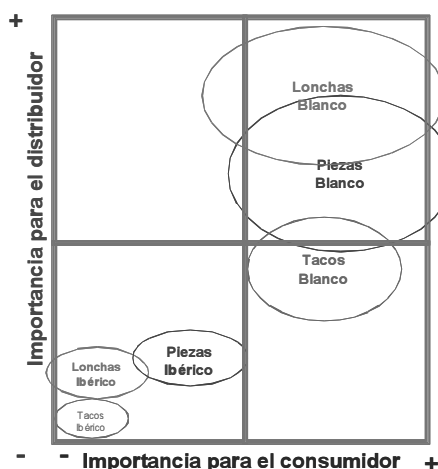 +
Importancia para el distribuidor
Lonchas
Blanco
Piezas
Blanco
Tacos
Blanco
Piezas
Ibérico
Lonchas
Ibérico
Tacos
Ibérico
-
- Importancia para el consumidor +